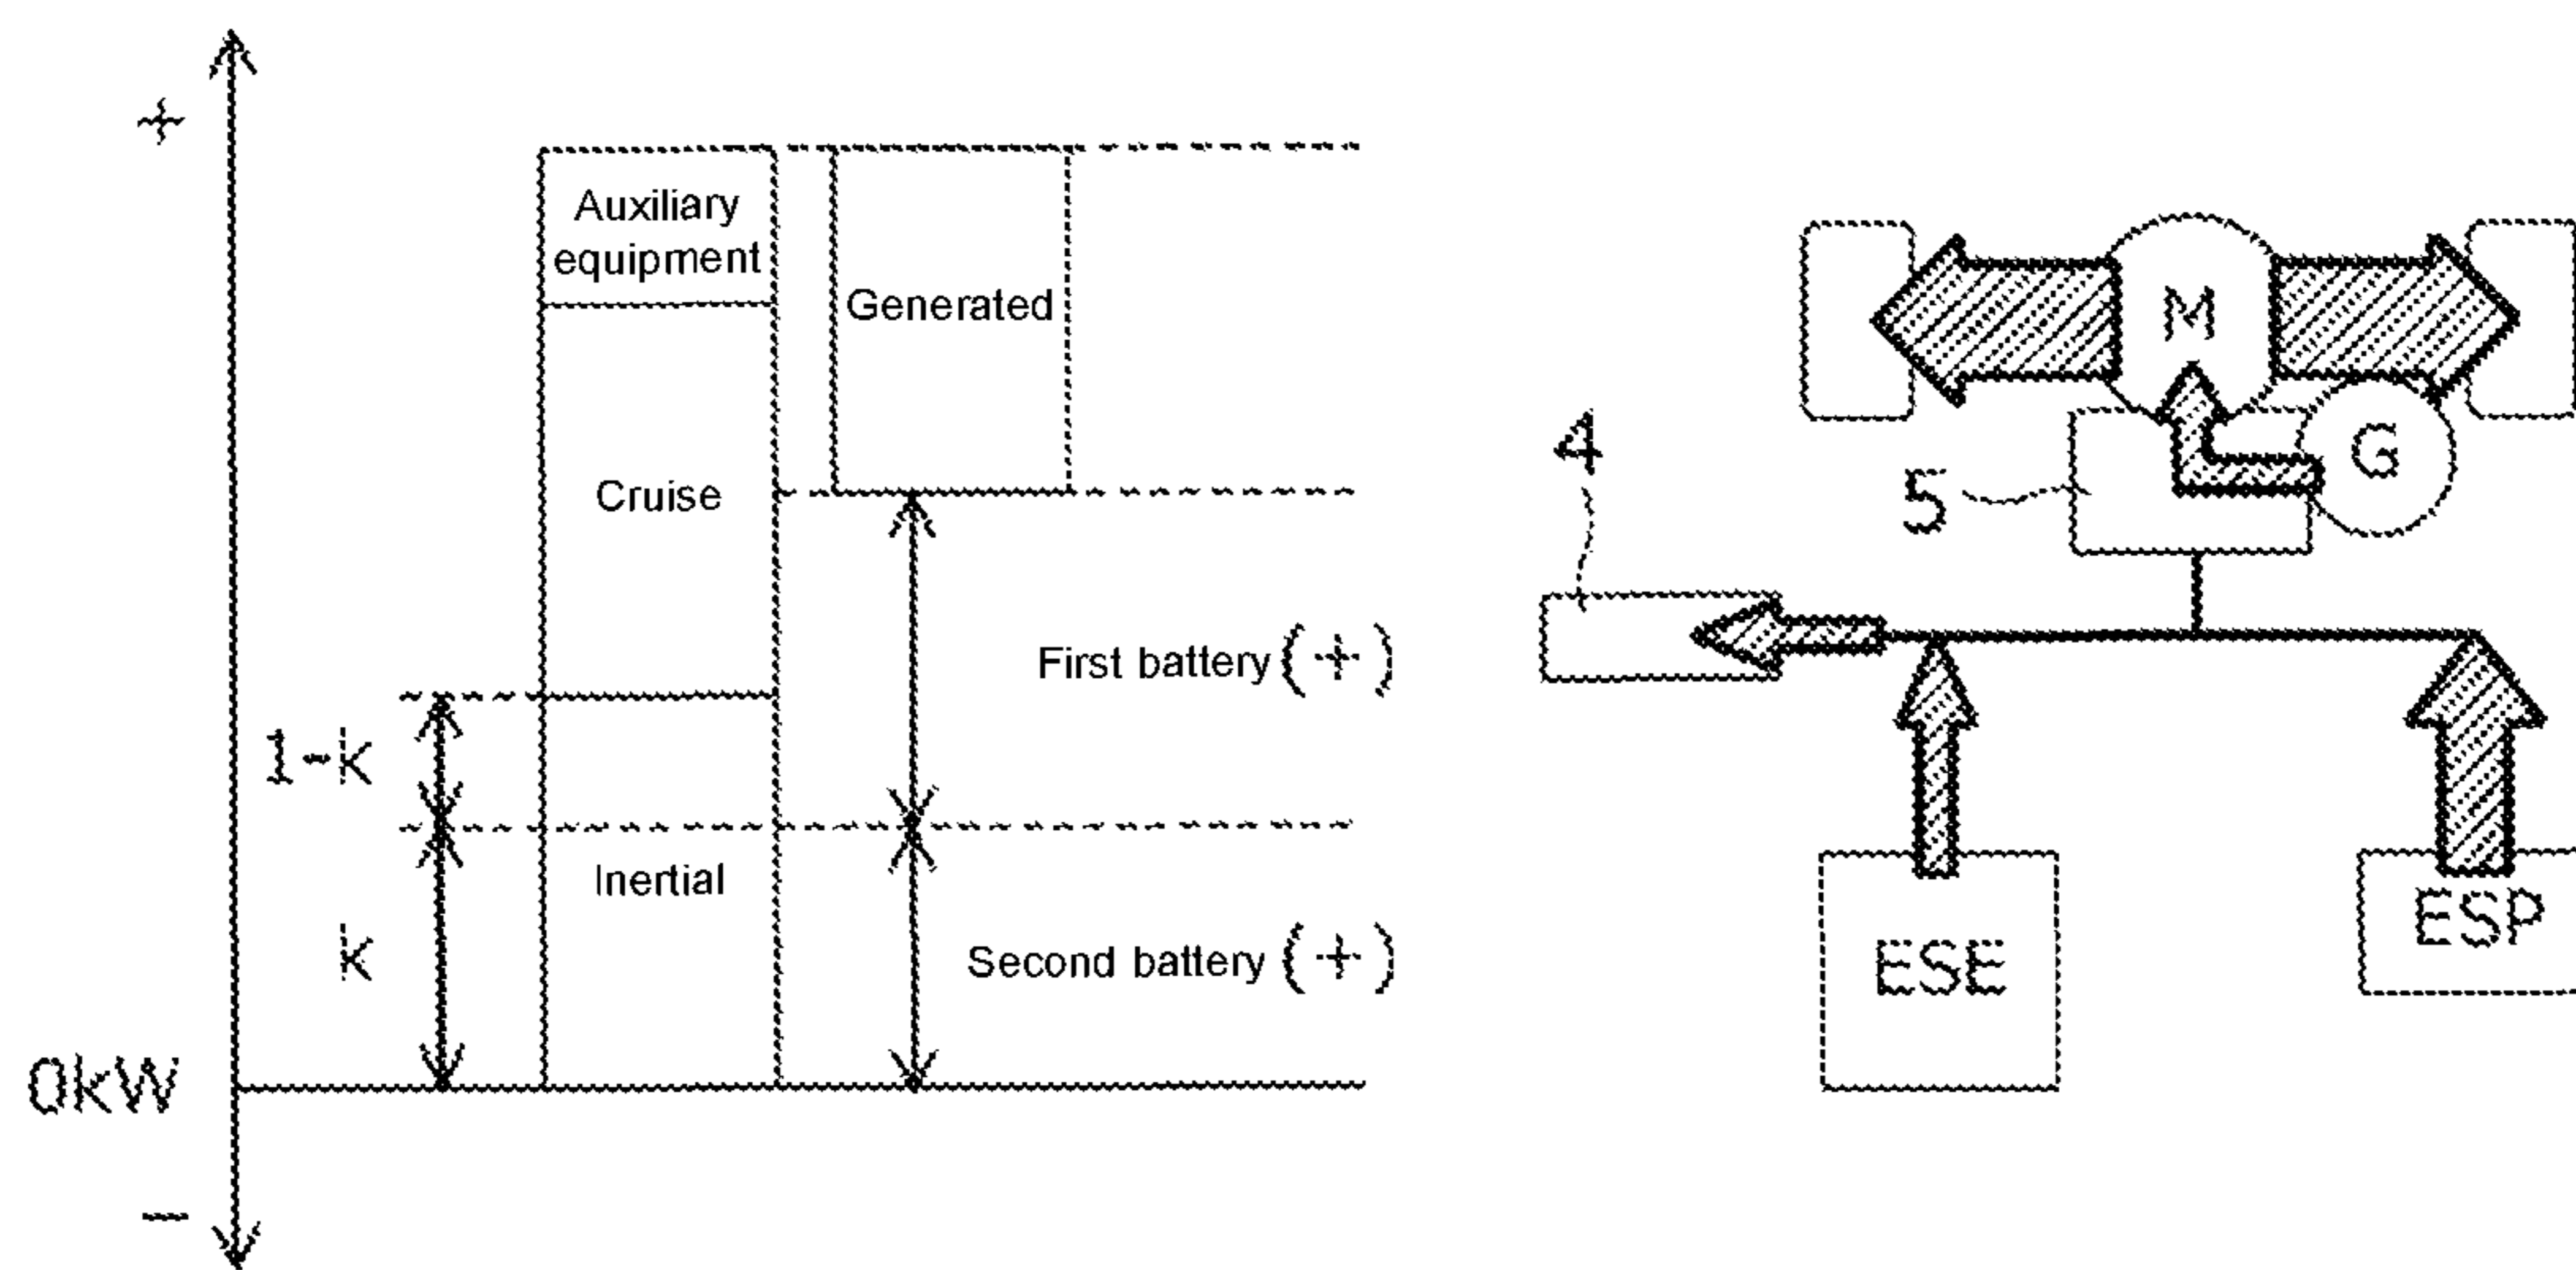 +
Auxiliary
equipment
Generated
Cruise
First battery (+)
1-k
Inertial
k
Second battery (+)
0kW
−
M
G
4
5
ESE
ESP